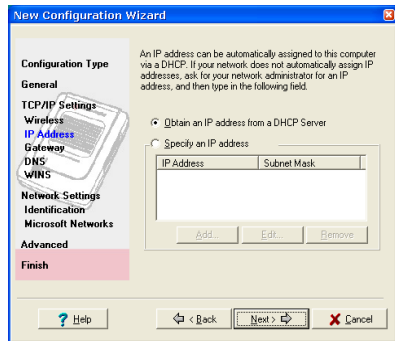 New Configuration Wizard
Configuration Type
General
TCP/IP Settings
Wireless
IP Address
Gateway
DNS
WINS
Network Settings
Identification
Microsoft Networks
Advanced
Finish
An IP address can be automatically assigned to this computer
via a DHCP. If your network does not automatically assign IP
addresses, ask for your network administrator for an IP
address, and then type in the following field.
Obtain an IP address from a DHCP Server
Specify an IP address
IP Address Subnet Mask
Add... Edit... Remove
Help < Back Next > Cancel